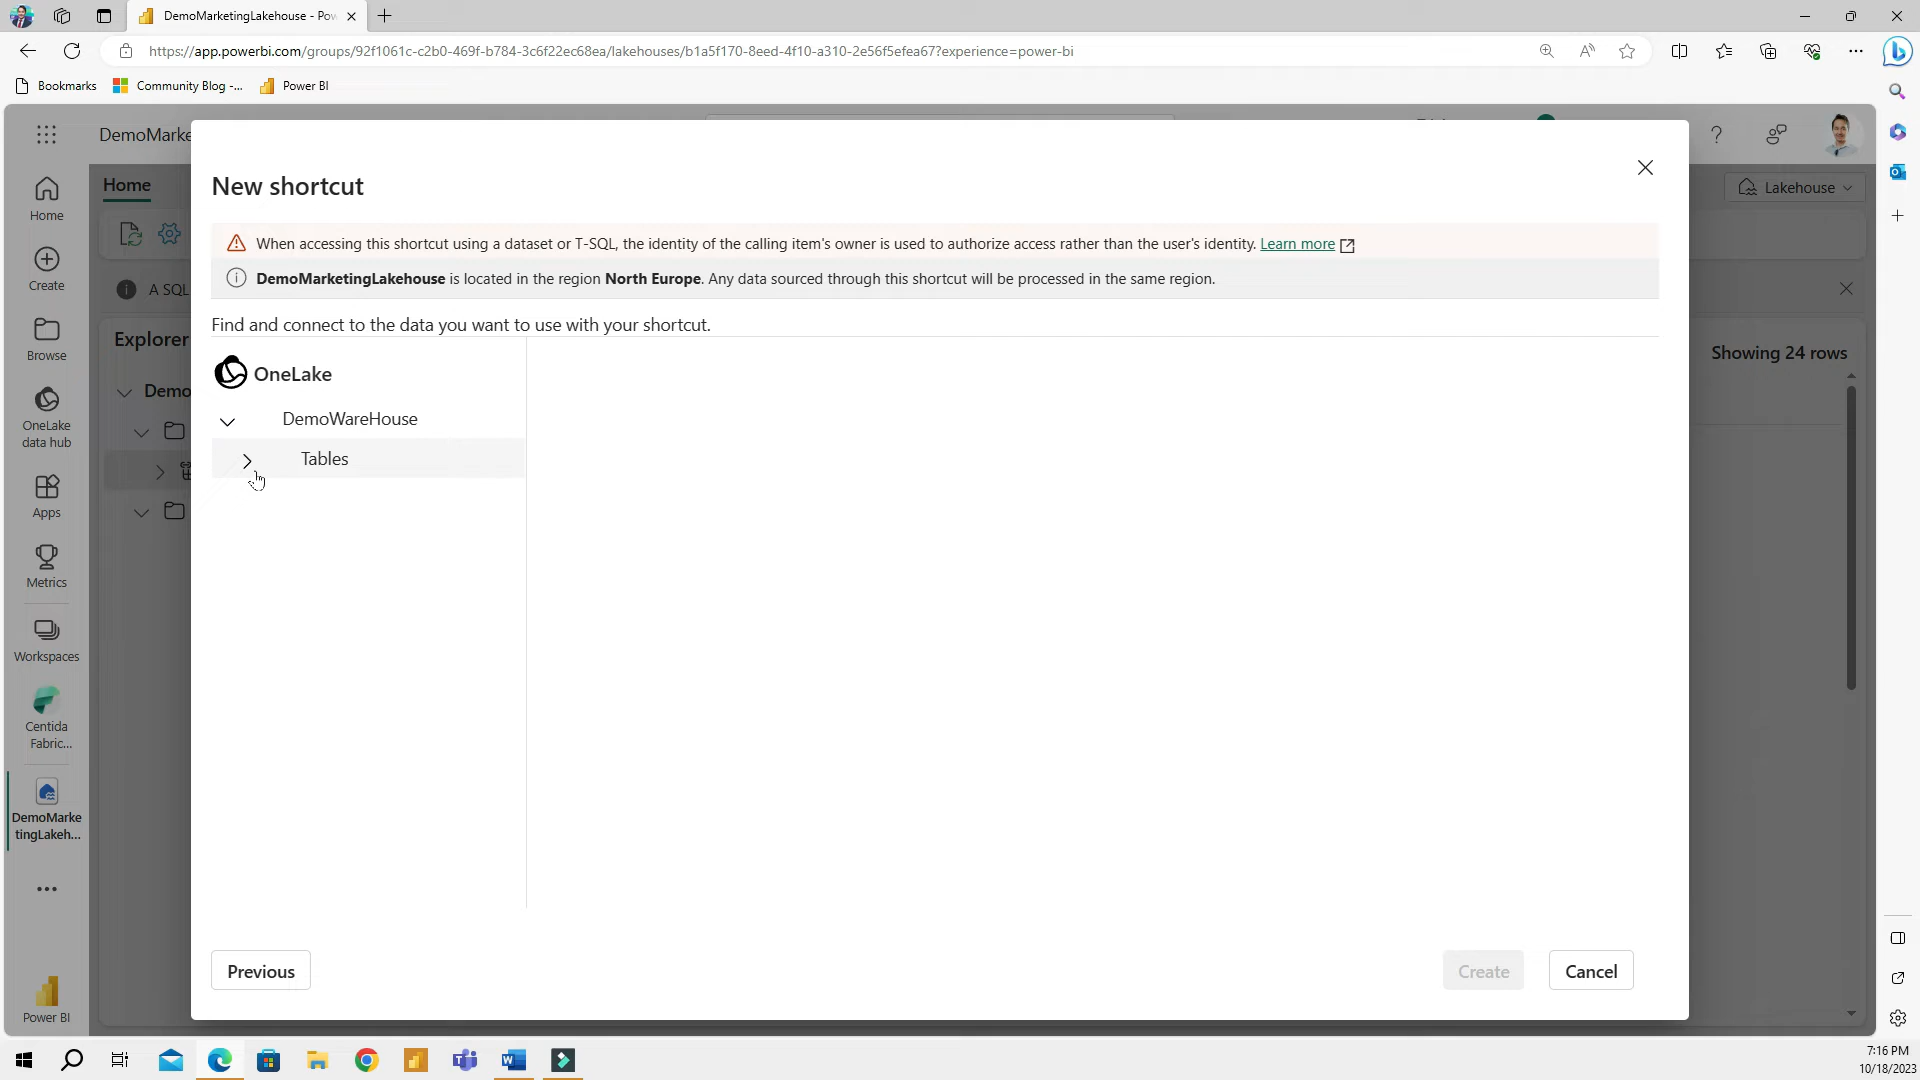 DemoMarketingLakehouse - Pow
https://app.powerbi.com/groups/92f1061c-c2b0-469f-b784-3c6f22ec68ea/lakehouses/b1a5f170-8eed-4f10-a310-2e56f5efea67?experience=power-bi
Bookmarks
Community Blog -...
Power BI
DemoMarke
New shortcut
Home
Lakehouse
When accessing this shortcut using a dataset or T-SQL, the identity of the calling item's owner is used to authorize access rather than the user's identity. Learn more
DemoMarketingLakehouse is located in the region North Europe. Any data sourced through this shortcut will be processed in the same region.
A SQL
Find and connect to the data you want to use with your shortcut.
Explorer
Showing 24 rows
OneLake
Demo
DemoWareHouse
Tables
Home
Create
Browse
OneLake
data hub
Apps
Metrics
Workspaces
Centida
Fabric...
DemoMarke
tingLakeh...
Power BI
Previous
Create
Cancel
7:16 PM
10/18/2023